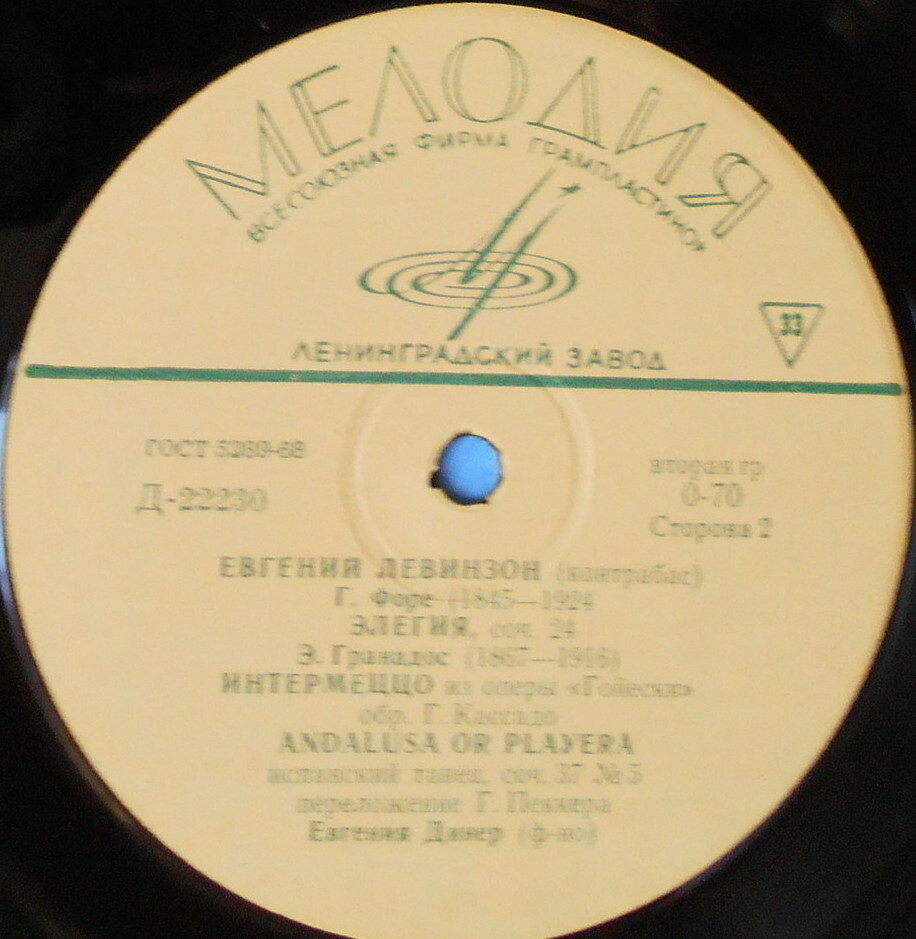 МЕЛОДИЯ
ВСЕСОЮЗНАЯ ФИРМА ГРАМПЛАСТИНОК
33
ЛЕНИНГРАДСКИЙ ЗАВОД
ГОСТ 5289-68
вторая гр
Д-22230
0-70
Сторона 2
ЕВГЕНИЙ ЛЕВИНЗОН (контрабас)
Г. Форе (1845—1924
ЭЛЕГИЯ, соч. 24
Э. Гранадос (1867—1916)
ИНТЕРМЕЦЦО из оперы «Гойески»
обр. Г. Кассадо
ANDALUSA OR PLAYERA
испанский танец, соч. 37 №5
переложение Г. Пеккера
Евгения Динер (ф-но)